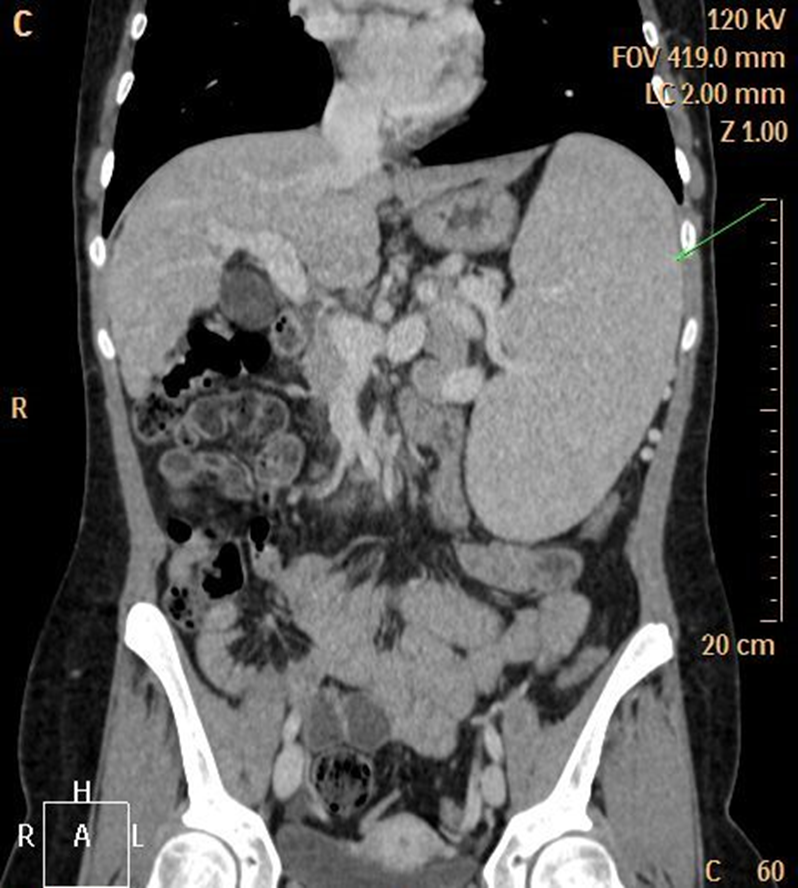 C
120 kV
FOV 419.0 mm
LC 2.00 mm
Z 1.00
R
20 cm
H
R A L
C 60